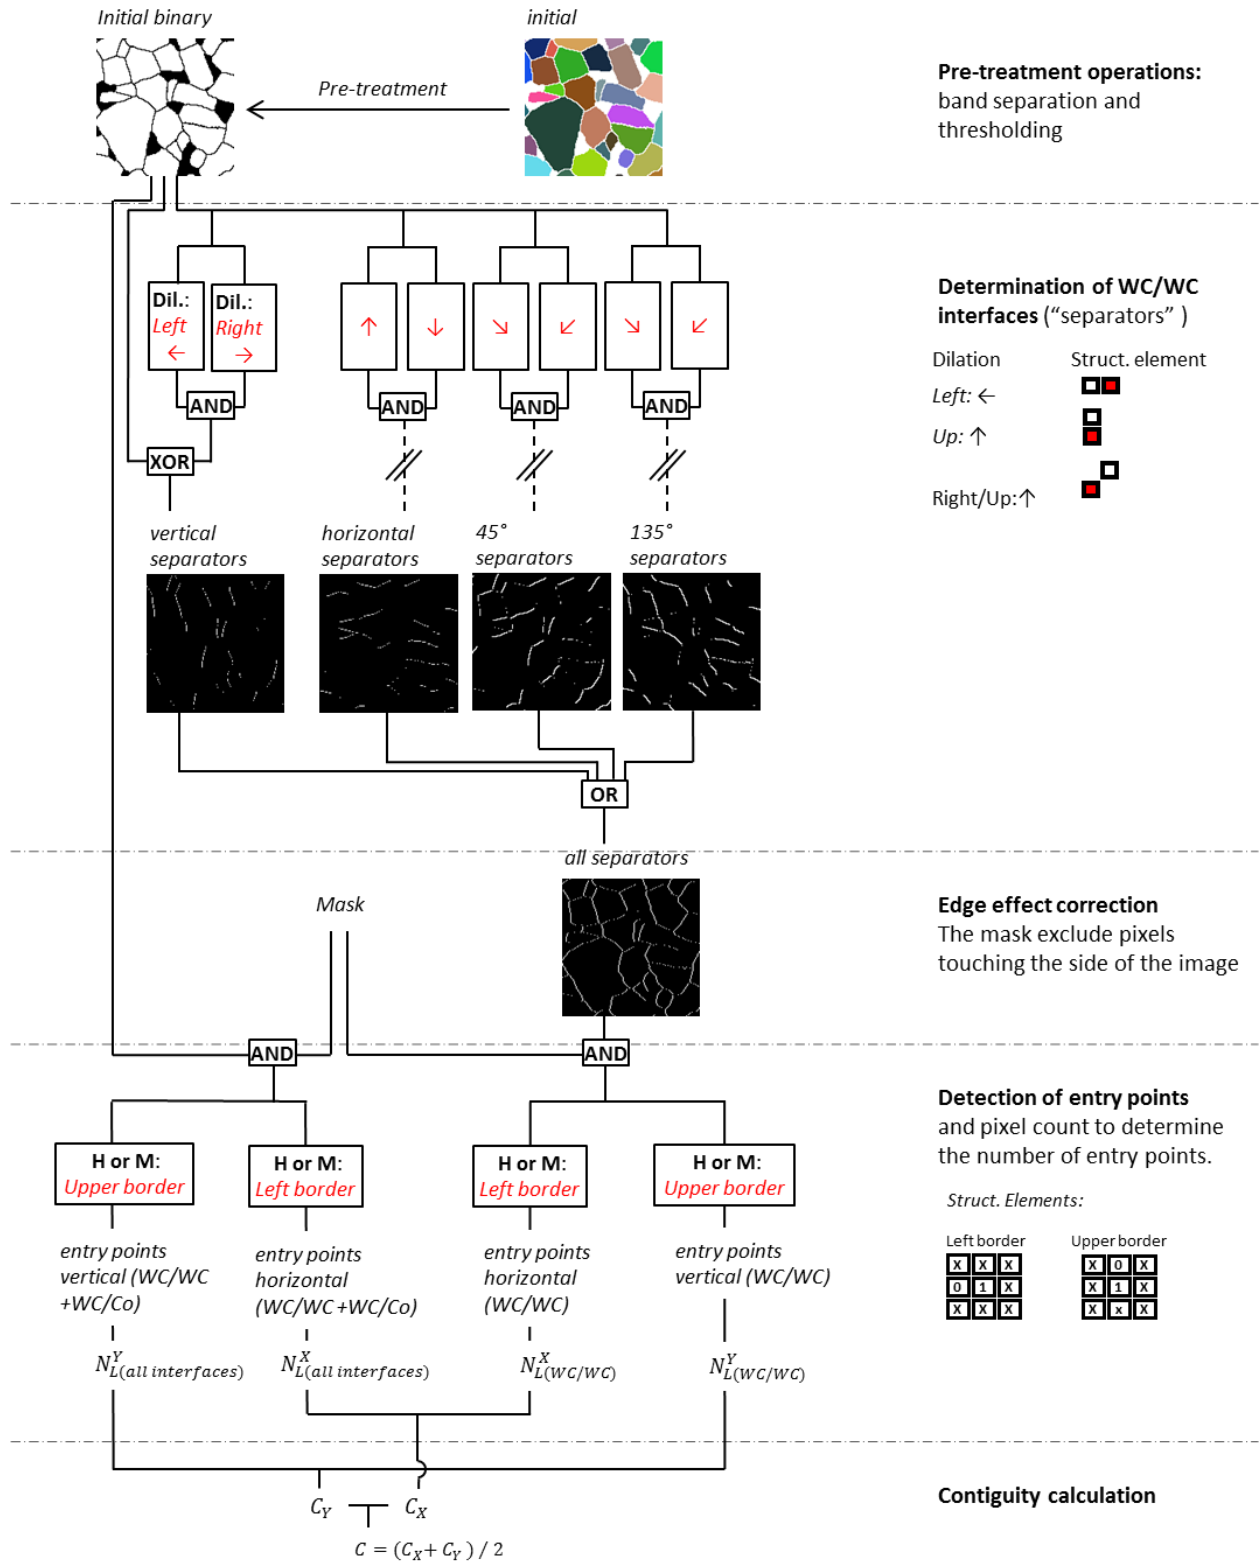 Initial binary
initial
Pre-treatment
Pre-treatment operations:
band separation and
thresholding
Dil.:
Left
←
Dil.:
Right
→
↑
↓
↘
↙
↘
↙
AND
AND
AND
AND
XOR
Determination of WC/WC
interfaces (“separators” )
Dilation
Struct. element
Left: ←
Up: ↑
Right/Up:↑
vertical
separators
horizontal
separators
45°
separators
135°
separators
OR
all separators
Mask
Edge effect correction
The mask exclude pixels
touching the side of the image
AND
AND
H or M:
Upper border
H or M:
Left border
H or M:
Left border
H or M:
Upper border
Detection of entry points
and pixel count to determine
the number of entry points.
Struct. Elements:
Left border
X X X
0 1 X
X X X
Upper border
X 0 X
X 1 X
X x X
entry points
vertical (WC/WC
+WC/Co)
entry points
horizontal
(WC/WC +WC/Co)
entry points
horizontal
(WC/WC)
entry points
vertical (WC/WC)
N^Y_L(all interfaces)
N^X_L(all interfaces)
N^X_L(WC/WC)
N^Y_L(WC/WC)
C_Y
C_X
C = (C_X+ C_Y ) / 2
Contiguity calculation